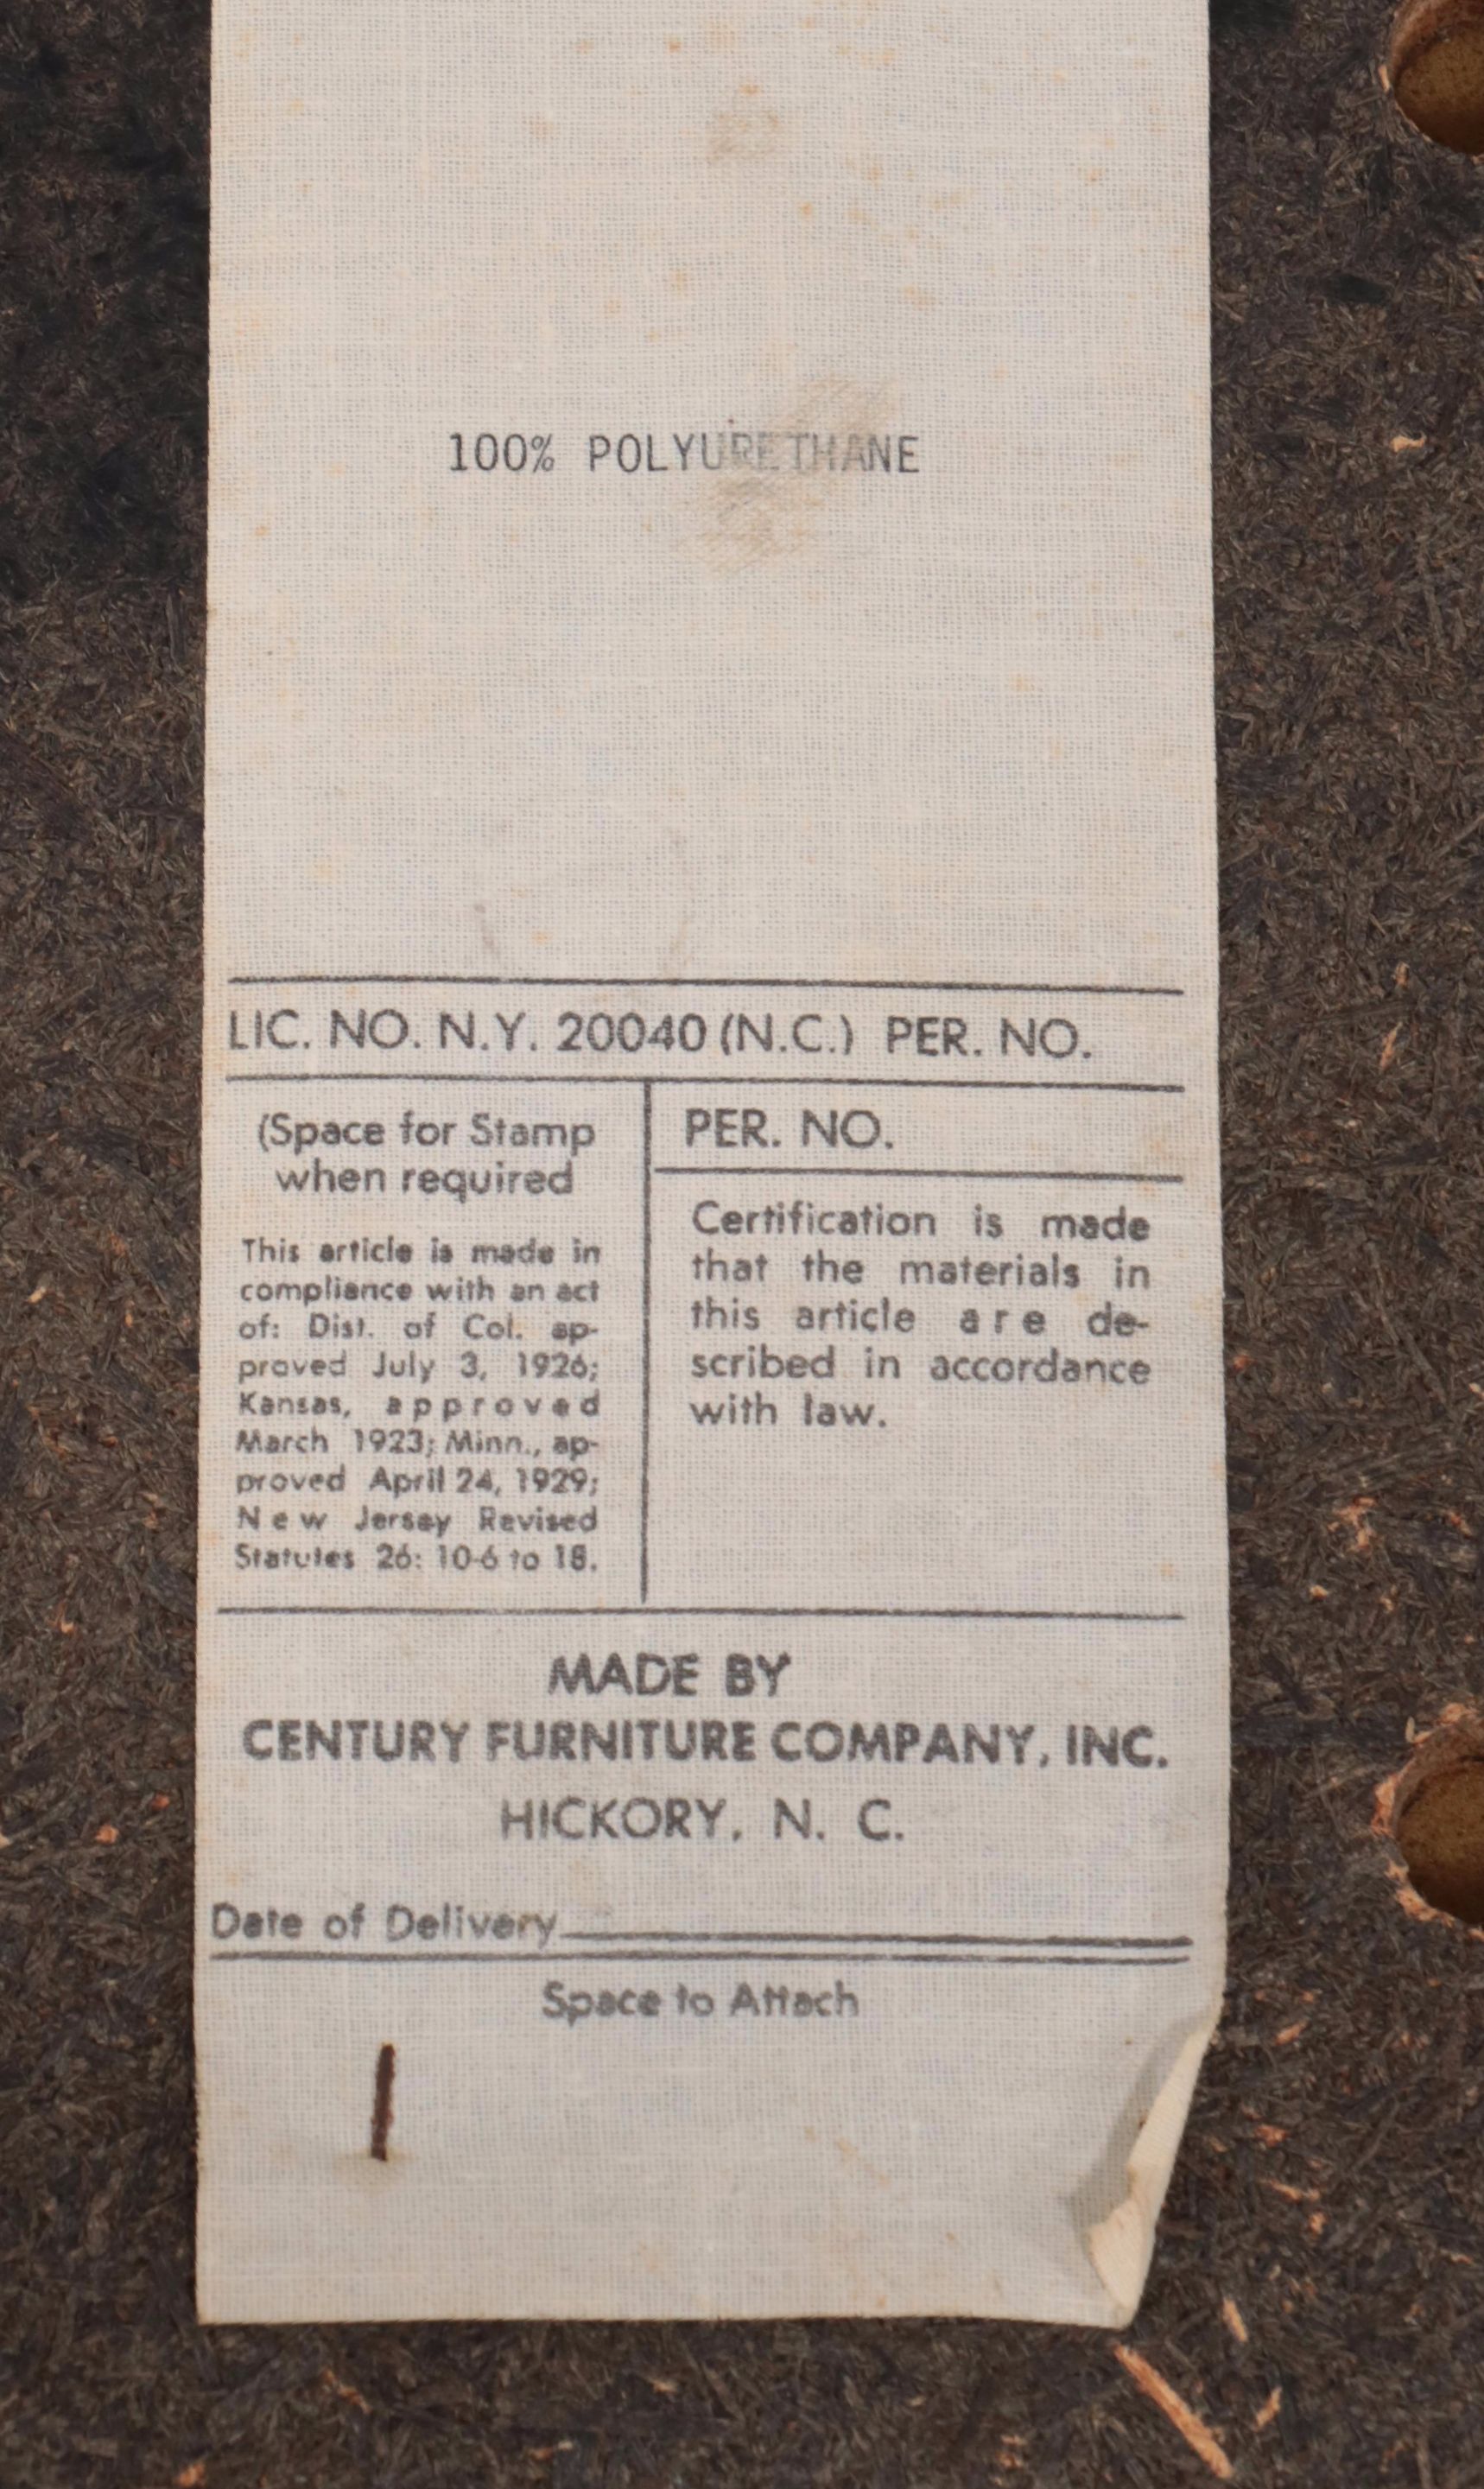 100% POLYURETHANE
LIC. NO. N.Y. 20040 (N.C.) PER. NO.
(Space for Stamp
when required
This article is made in
compliance with an act
of: Dist. of Col. ap-
proved July 3, 1926;
Kansas, approved
March 1923; Minn., ap-
proved April 24, 1929;
New Jersey Revised
Statutes 26: 10-6 to 18.
PER. NO.
Certification is made
that the materials in
this article are de-
scribed in accordance
with law.
MADE BY
CENTURY FURNITURE COMPANY, INC.
HICKORY, N. C.
Date of Delivery
Space to Attach